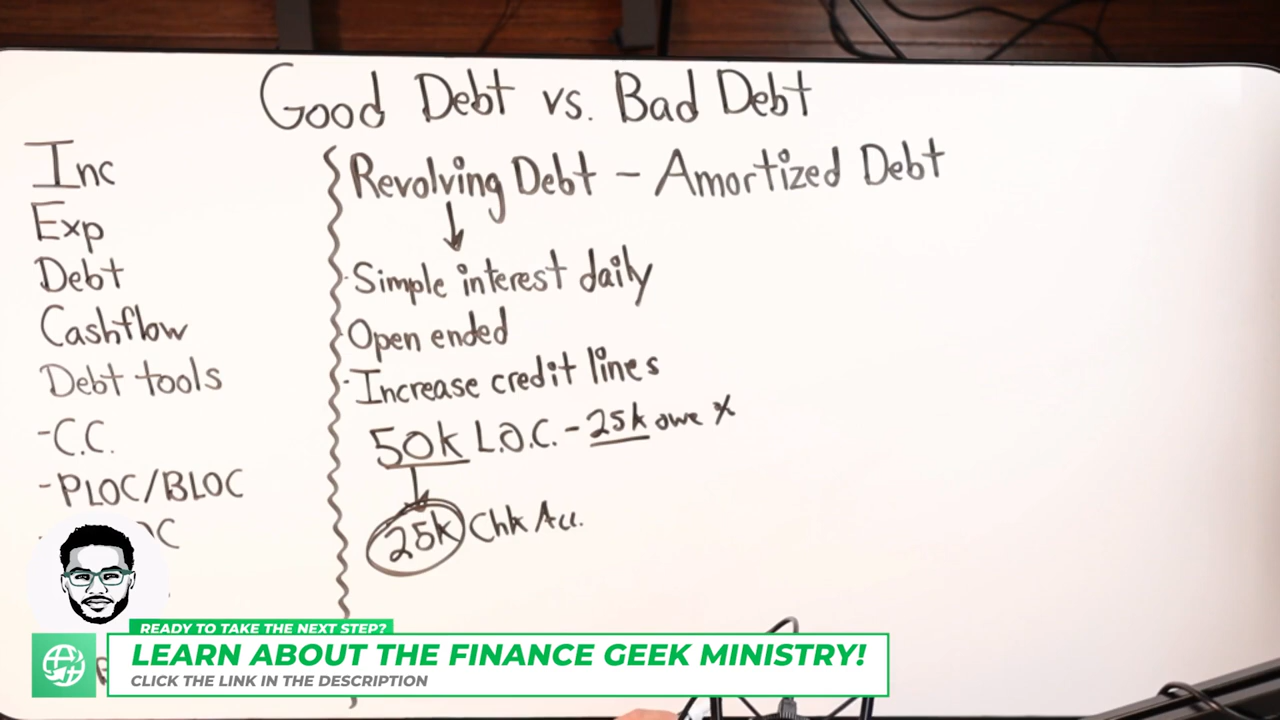 Good Debt vs. Bad Debt
Inc
Exp
Debt
Cashflow
Debt tools
-C.C.
-PLOC/BLOC
Revolving Debt - Amortized Debt
· Simple interest daily
· Open ended
· Increase credit lines
50k L.O.C. - 25k owe x
25k Chk Acc.
READY TO TAKE THE NEXT STEP?
LEARN ABOUT THE FINANCE GEEK MINISTRY!
CLICK THE LINK IN THE DESCRIPTION